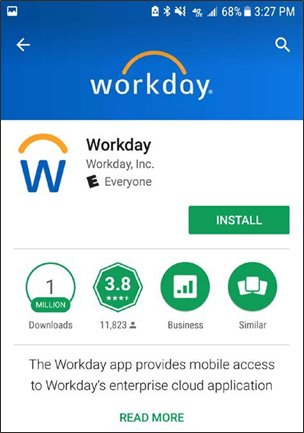 68% 3:27 PM
workday.
Workday
Workday, Inc.
E Everyone
INSTALL
1
MILLION
3.8
Downloads
11,823
Business
Similar
The Workday app provides mobile access
to Workday's enterprise cloud application
READ MORE